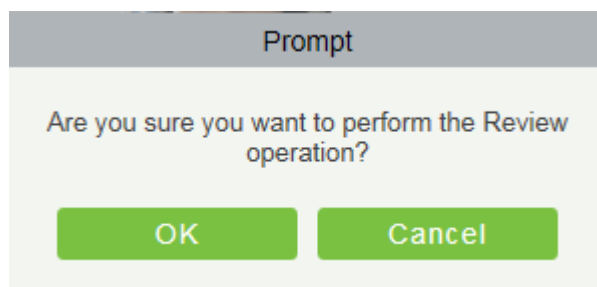 Prompt
Are you sure you want to perform the Review
operation?
OK
Cancel